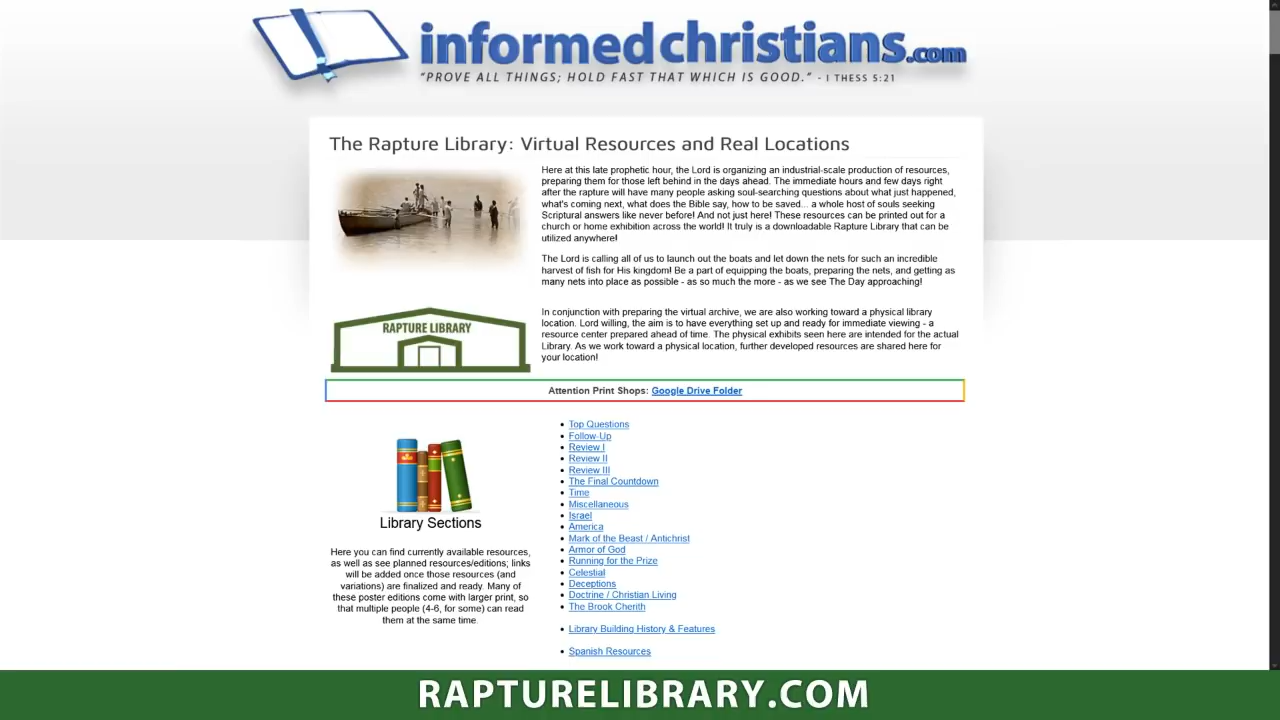 informedchristians.com
“PROVE ALL THINGS; HOLD FAST THAT WHICH IS GOOD.” - I THESS 5:21
The Rapture Library: Virtual Resources and Real Locations
Here at this late prophetic hour, the Lord is organizing an industrial-scale production of resources,
preparing them for those left behind in the days ahead. The immediate hours and few days right
after the rapture will have many people asking soul-searching questions about what just happened,
what's coming next, what does the Bible say, how to be saved... a whole host of souls seeking
Scriptural answers like never before! And not just here! These resources can be printed out for a
church or home exhibition across the world! It truly is a downloadable Rapture Library that can be
utilized anywhere!
The Lord is calling all of us to launch out the boats and let down the nets for such an incredible
harvest of fish for His kingdom! Be a part of equipping the boats, preparing the nets, and getting as
many nets into place as possible - as so much the more - as we see The Day approaching!
RAPTURE LIBRARY
In conjunction with preparing the virtual archive, we are also working toward a physical library
location. Lord willing, the aim is to have everything set up and ready for immediate viewing - a
resource center prepared ahead of time. The physical exhibits seen here are intended for the actual
Library. As we work toward a physical location, further developed resources are shared here for
your location!
Attention Print Shops: Google Drive Folder
Library Sections
Here you can find currently available resources,
as well as see planned resources/editions; links
will be added once those resources (and
variations) are finalized and ready. Many of
these poster editions come with larger print, so
that multiple people (4-6, for some) can read
them at the same time.
Top Questions
Follow-Up
Review I
Review II
Review III
The Final Countdown
Time
Miscellaneous
Israel
America
Mark of the Beast / Antichrist
Armor of God
Running for the Prize
Celestial
Deceptions
Doctrine / Christian Living
The Brook Cherith
Library Building History & Features
Spanish Resources
RAPTURELIBRARY.COM